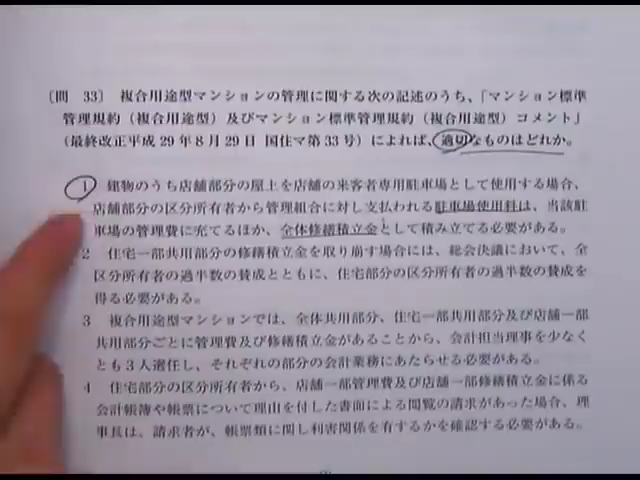 〔問 33〕 複合用途型マンションの管理に関する次の記述のうち、「マンション標準
管理規約（複合用途型）及びマンション標準管理規約（複合用途型）コメント」
（最終改正平成29年8月29日 国住マ第33号）によれば、適切なものはどれか。
1 建物のうち店舗部分の屋上を店舗の来客者専用駐車場として使用する場合、
店舗部分の区分所有者から管理組合に対し支払われる駐車場使用料は、当該駐
車場の管理費に充てるほか、全体修繕積立金として積み立てる必要がある。
2 住宅一部共用部分の修繕積立金を取り崩す場合には、総会決議において、全
区分所有者の過半数の賛成とともに、住宅部分の区分所有者の過半数の賛成を
得る必要がある。
3 複合用途型マンションでは、全体共用部分、住宅一部共用部分及び店舗一部
共用部分ごとに管理費及び修繕積立金があることから、会計担当理事を少なく
とも3人選任し、それぞれの部分の会計業務にあたらせる必要がある。
4 住宅部分の区分所有者から、店舗一部管理費及び店舗一部修繕積立金に係る
会計帳簿や帳票について理由を付した書面による閲覧の請求があった場合、理
事長は、請求者が、帳票類に関し利害関係を有するかを確認する必要がある。